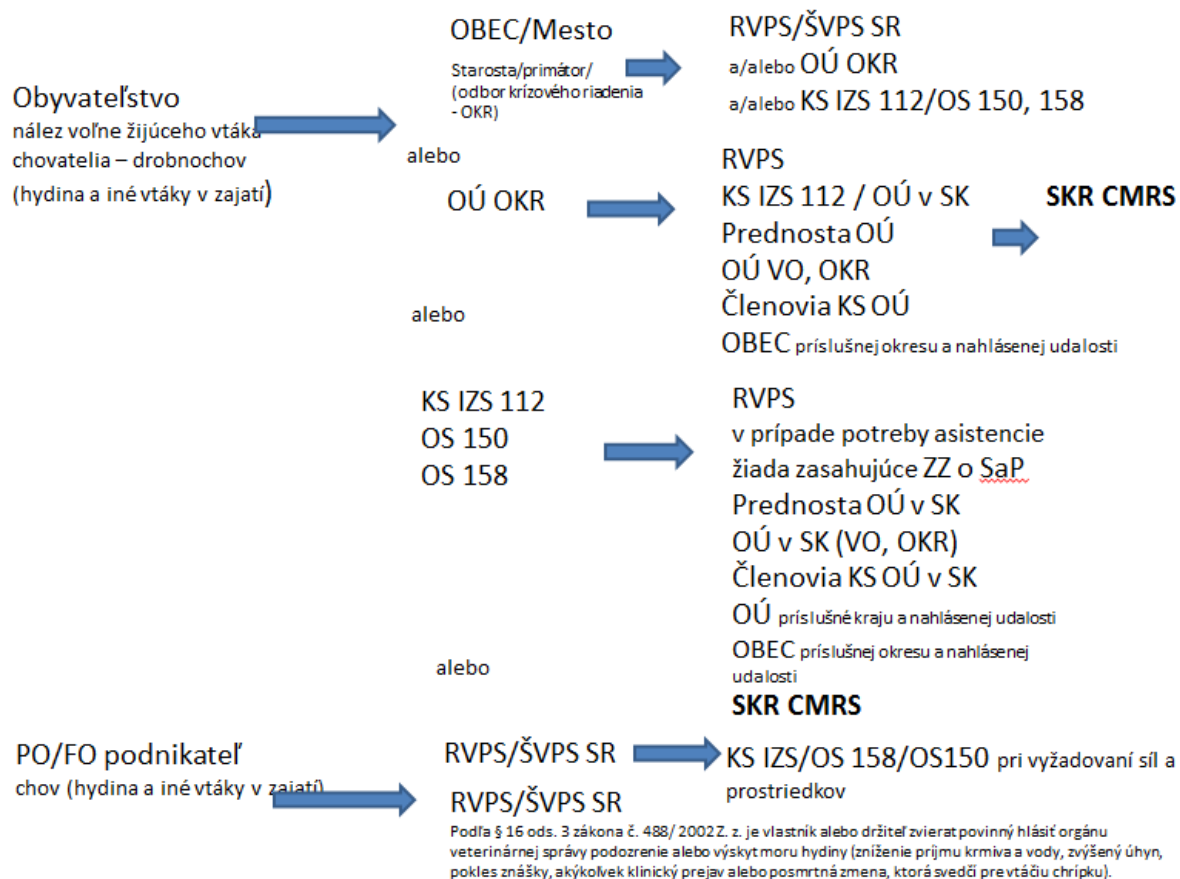 Obyvateľstvo
nález voľne žijúceho vtáka
chovatelia – drobnochov
(hydina a iné vtáky v zajatí)
OBEC/Mesto
Starosta/primátor/
(odbor krízového riadenia
- OKR)
RVPS/ŠVPS SR
a/alebo OÚ OKR
a/alebo KS IZS 112/OS 150, 158
alebo
OÚ OKR
RVPS
KS IZS 112 / OÚ v SK
Prednosta OÚ
OÚ VO, OKR
Členovia KS OÚ
OBEC príslušnej okresu a nahlásenej udalosti
SKR CMRS
alebo
KS IZS 112
OS 150
OS 158
RVPS
v prípade potreby asistencie
žiada zasahujúce ZZ o SaP
Prednosta OÚ v SK
OÚ v SK (VO, OKR)
Členovia KS OÚ v SK
OÚ príslušné kraju a nahlásenej udalosti
OBEC príslušnej okresu a nahlásenej
udalosti
SKR CMRS
alebo
PO/FO podnikateľ
chov (hydina a iné vtáky v zajatí)
RVPS/ŠVPS SR
KS IZS/OS 158/OS150 pri vyžadovaní síl a
prostriedkov
RVPS/ŠVPS SR
Podľa § 16 ods. 3 zákona č. 488/ 2002 Z. z. je vlastník alebo držiteľ zvierat povinný hlásiť orgánu
veterinárnej správy podozrenie alebo výskyt moru hydiny (zníženie príjmu krmiva a vody, zvýšený úhyn,
pokles znášky, akýkoľvek klinický prejav alebo posmrtná zmena, ktorá svedčí pre vtáčiu chrípku).